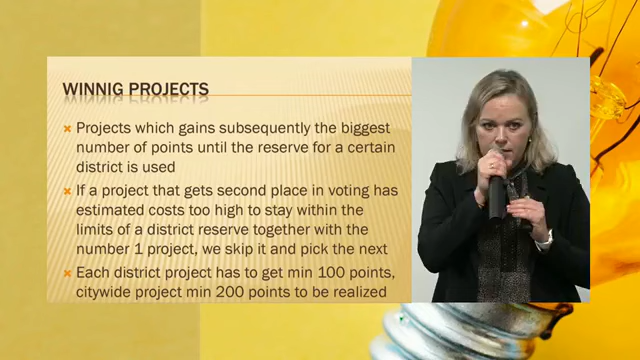 WINNIG PROJECTS
Projects which gains subsequently the biggest
number of points until the reserve for a certain
district is used
If a project that gets second place in voting has
estimated costs too high to stay within the
limits of a district reserve together with the
number 1 project, we skip it and pick the next
Each district project has to get min 100 points,
citywide project min 200 points to be realized